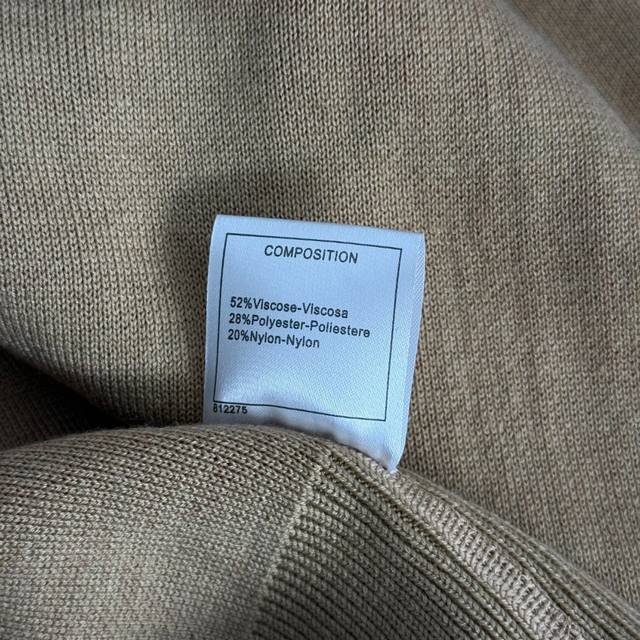 COMPOSITION
52%Viscose-Viscosa
28%Polyester-Poliestere
20%Nylon-Nylon
812275